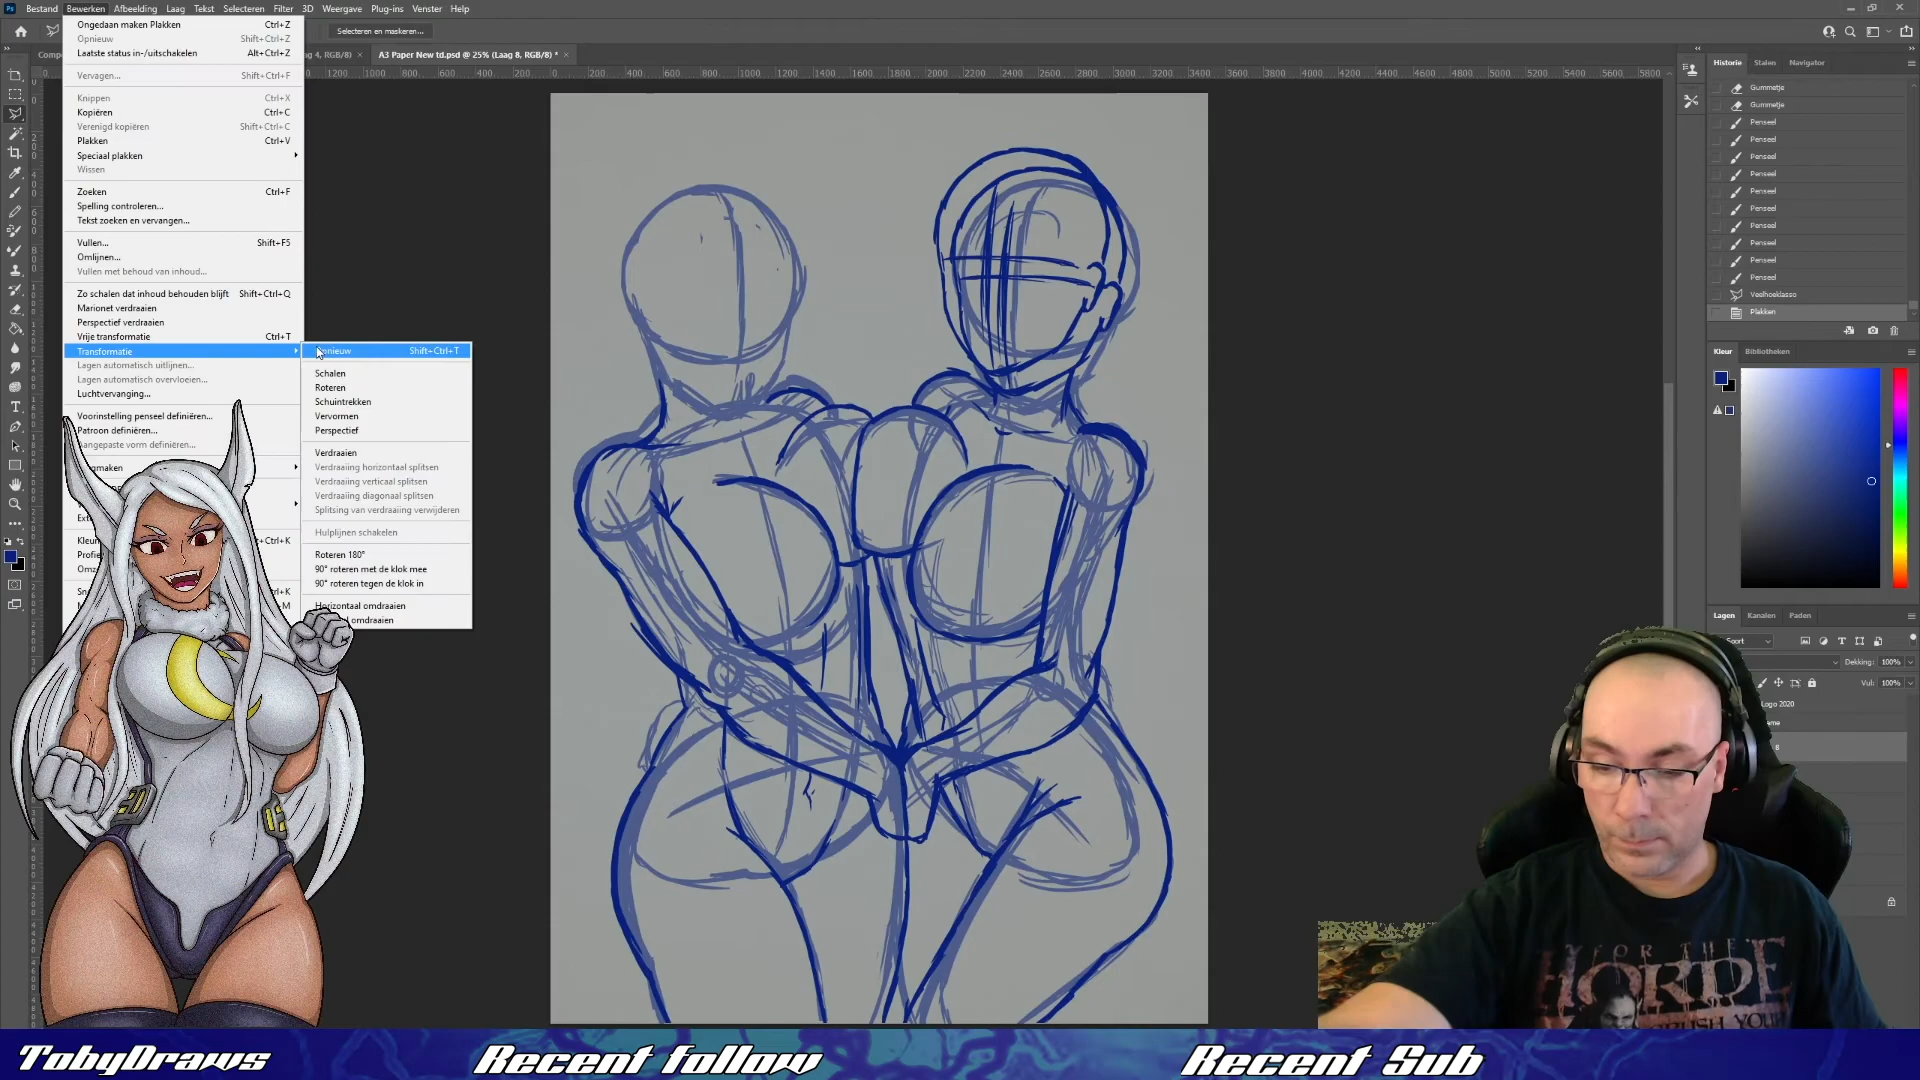 Ps Bestand Bewerken Afbeelding Laag Tekst Selecteren Filter 3D Weergave Plug-ins Venster Help
Selecteren en maskeren...
A3 Paper New td.psd @ 25% (Laag 8, RGB/8) *
Ongedaan maken Plakken Ctrl+Z
Opnieuw Shift+Ctrl+Z
Laatste status in-/uitschakelen Alt+Ctrl+Z
Vervagen... Shift+Ctrl+F
Knippen Ctrl+X
Kopiëren Ctrl+C
Verenigd kopiëren Shift+Ctrl+C
Plakken Ctrl+V
Speciaal plakken
Wissen
Zoeken Ctrl+F
Spelling controleren...
Tekst zoeken en vervangen...
Vullen... Shift+F5
Omlijnen...
Vullen met behoud van inhoud...
Zo schalen dat inhoud behouden blijft Shift+Ctrl+Q
Marionet verdraaien
Perspectief verdraaien
Vrije transformatie Ctrl+T
Transformatie
Lagen automatisch uitlijnen...
Lagen automatisch overvloeien...
Luchtvervanging...
Voorinstelling penseel definiëren...
Patroon definiëren...
Shift+Ctrl+T
Schalen
Roteren
Schuintrekken
Vervormen
Perspectief
Verdraaien
Verdraaiing horizontaal splitsen
Verdraaiing verticaal splitsen
Verdraaiing diagonaal splitsen
Splitsing van verdraaiing verwijderen
Hulplijnen schakelen
Roteren 180°
90° roteren met de klok mee
90° roteren tegen de klok in
Horizontaal omdraaien
omdraaien
Historie Stalen Navigator
Gummetje
Gummetje
Penseel
Penseel
Penseel
Penseel
Penseel
Penseel
Penseel
Penseel
Penseel
Penseel
Veelhoeklasso
Plakken
Kleur Bibliotheken
Lagen Kanalen Paden
Soort
Dekking: 100%
Vul: 100%
Logo 2020
FOR THE
HORDE
TobyDraws
Recent follow
Recent Sub